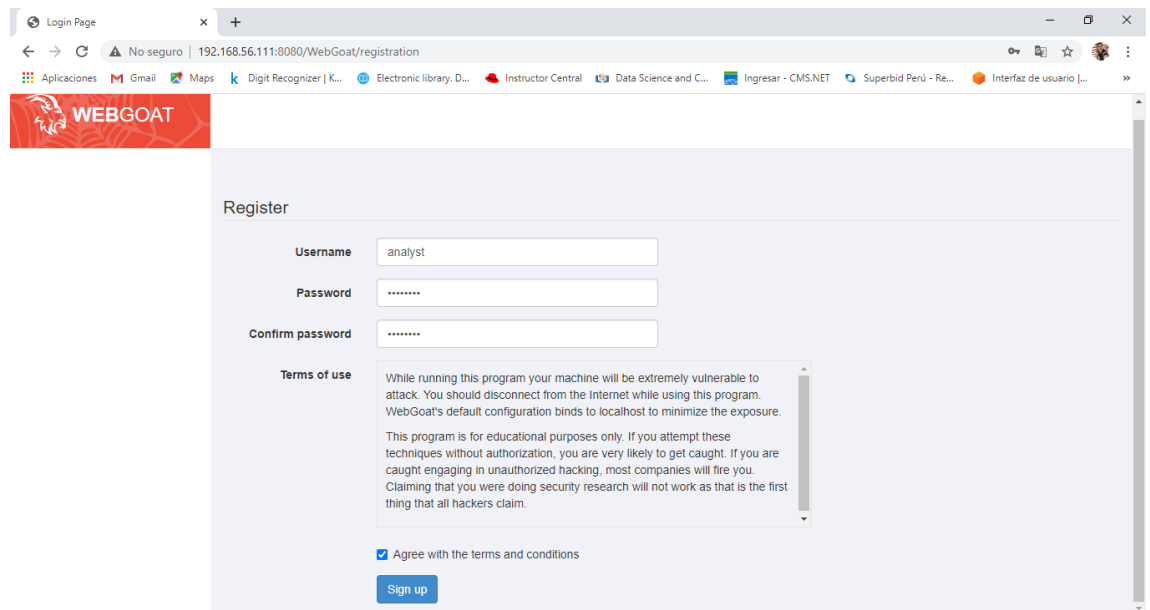 Login Page
No seguro | 192.168.56.111:8080/WebGoat/registration
Aplicaciones Gmail Maps Digit Recognizer | K... Electronic library. D... Instructor Central Data Science and C... Ingresar - CMS.NET Superbid Perú - Re... Interfaz de usuario |... »
WEBGOAT
Register
Username analyst
Password ••••••••
Confirm password ••••••••
Terms of use
While running this program your machine will be extremely vulnerable to
attack. You should disconnect from the Internet while using this program.
WebGoat's default configuration binds to localhost to minimize the exposure.
This program is for educational purposes only. If you attempt these
techniques without authorization, you are very likely to get caught. If you are
caught engaging in unauthorized hacking, most companies will fire you.
Claiming that you were doing security research will not work as that is the first
thing that all hackers claim.
Agree with the terms and conditions
Sign up